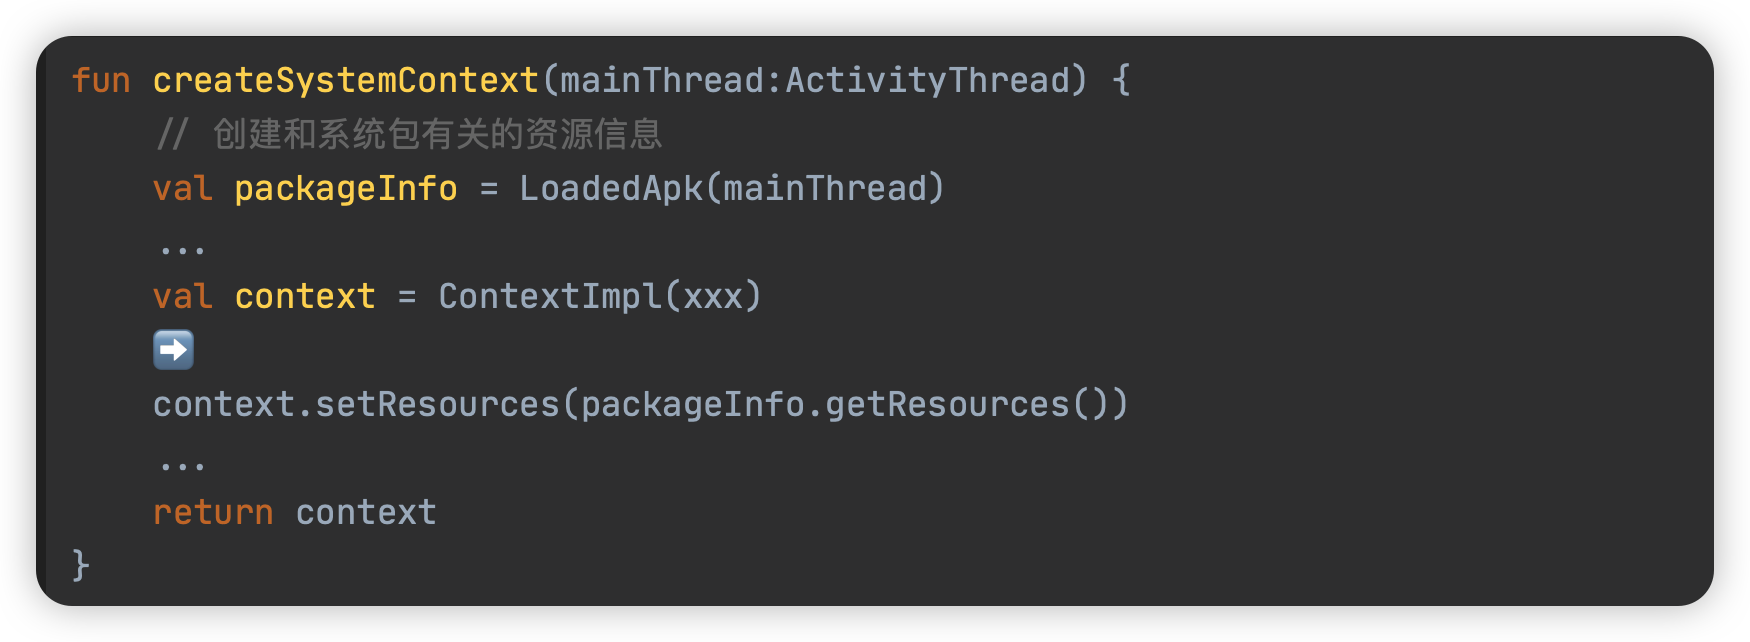 fun createSystemContext(mainThread:ActivityThread) {
// 创建和系统包有关的资源信息
val packageInfo = LoadedApk(mainThread)
...
val context = ContextImpl(xxx)
➡️
context.setResources(packageInfo.getResources())
...
return context
}